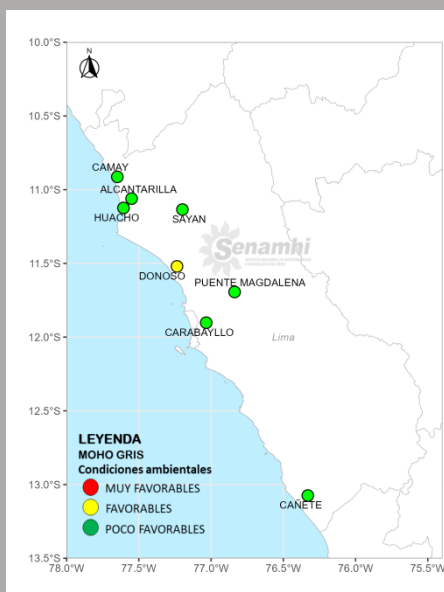 N
10.0°S
10.5°S
11.0°S
11.5°S
12.0°S
12.5°S
13.0°S
13.5°S
CAMAY
ALCANTARILLA
HUACHO
SAYAN
Senamhi
DONOSO
PUENTE MAGDALENA
CARABAYLLO
Lima
CAÑETE
LEYENDA
MOHO GRIS
Condiciones ambientales
MUY FAVORABLES
FAVORABLES
POCO FAVORABLES
78.0°W
77.5°W
77.0°W
76.5°W
76.0°W
75.5°W